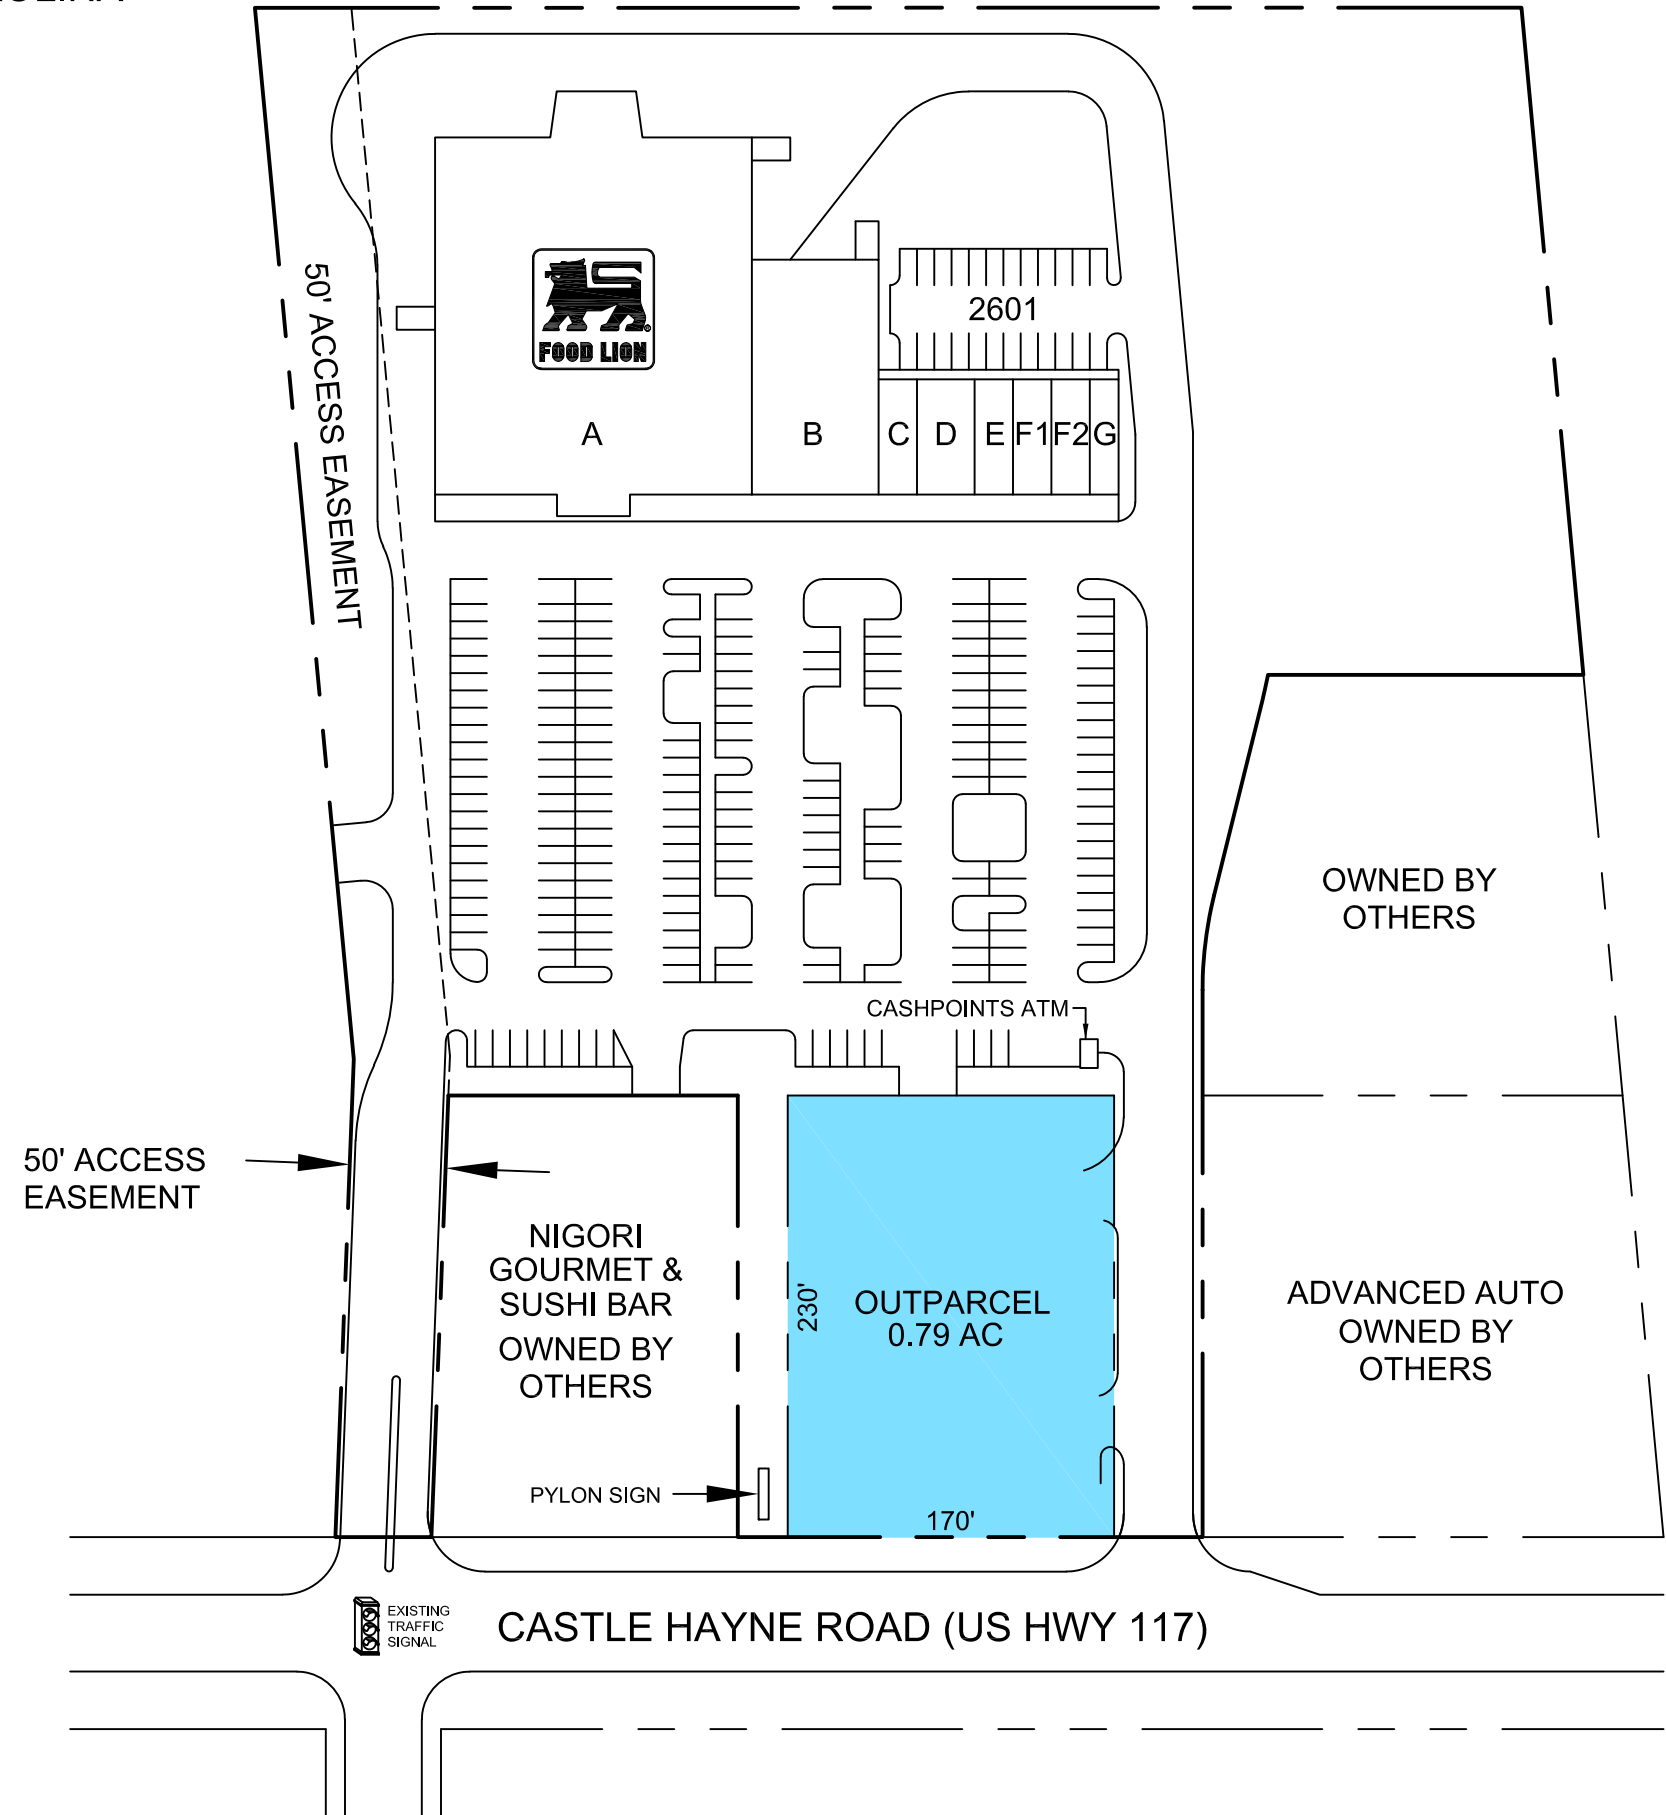 50' ACCESS EASEMENT
FOOD LION
2601
A
B
C
D
E
F1
F2
G
OWNED BY
OTHERS
CASHPOINTS ATM
50' ACCESS
EASEMENT
NIGORI
GOURMET &
SUSHI BAR
OWNED BY
OTHERS
230'
OUTPARCEL
0.79 AC
ADVANCED AUTO
OWNED BY
OTHERS
PYLON SIGN
170'
EXISTING
TRAFFIC
SIGNAL
CASTLE HAYNE ROAD (US HWY 117)